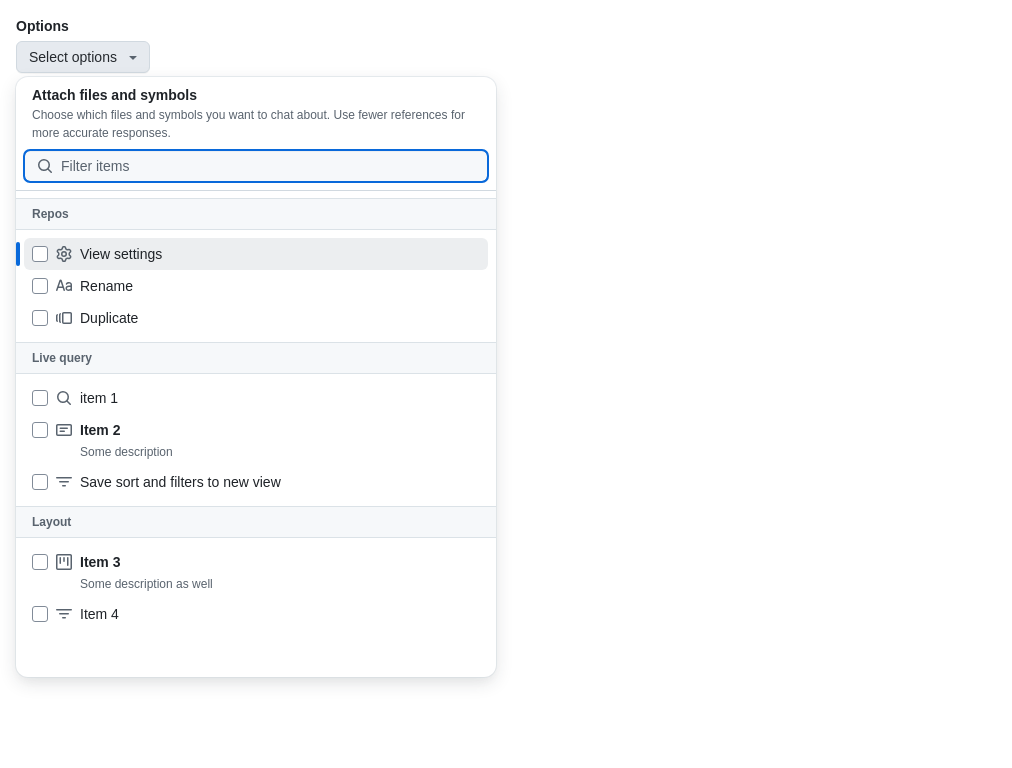 Options
Select options
Attach files and symbols
Choose which files and symbols you want to chat about. Use fewer references for
more accurate responses.
Filter items
Repos
View settings
Rename
Duplicate
Live query
item 1
Item 2
Some description
Save sort and filters to new view
Layout
Item 3
Some description as well
Item 4